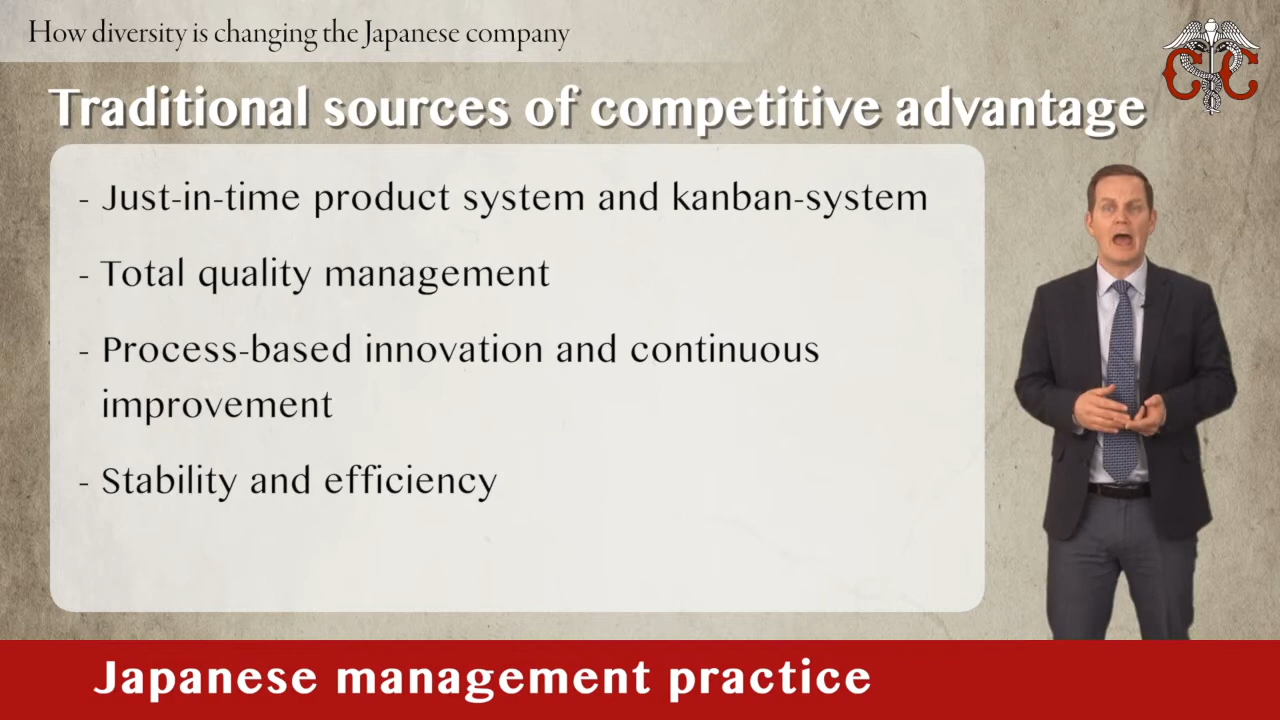 How diversity is changing the Japanese company
CC
Traditional sources of competitive advantage
- Just-in-time product system and kanban-system
- Total quality management
- Process-based innovation and continuous
improvement
- Stability and efficiency
Japanese management practice